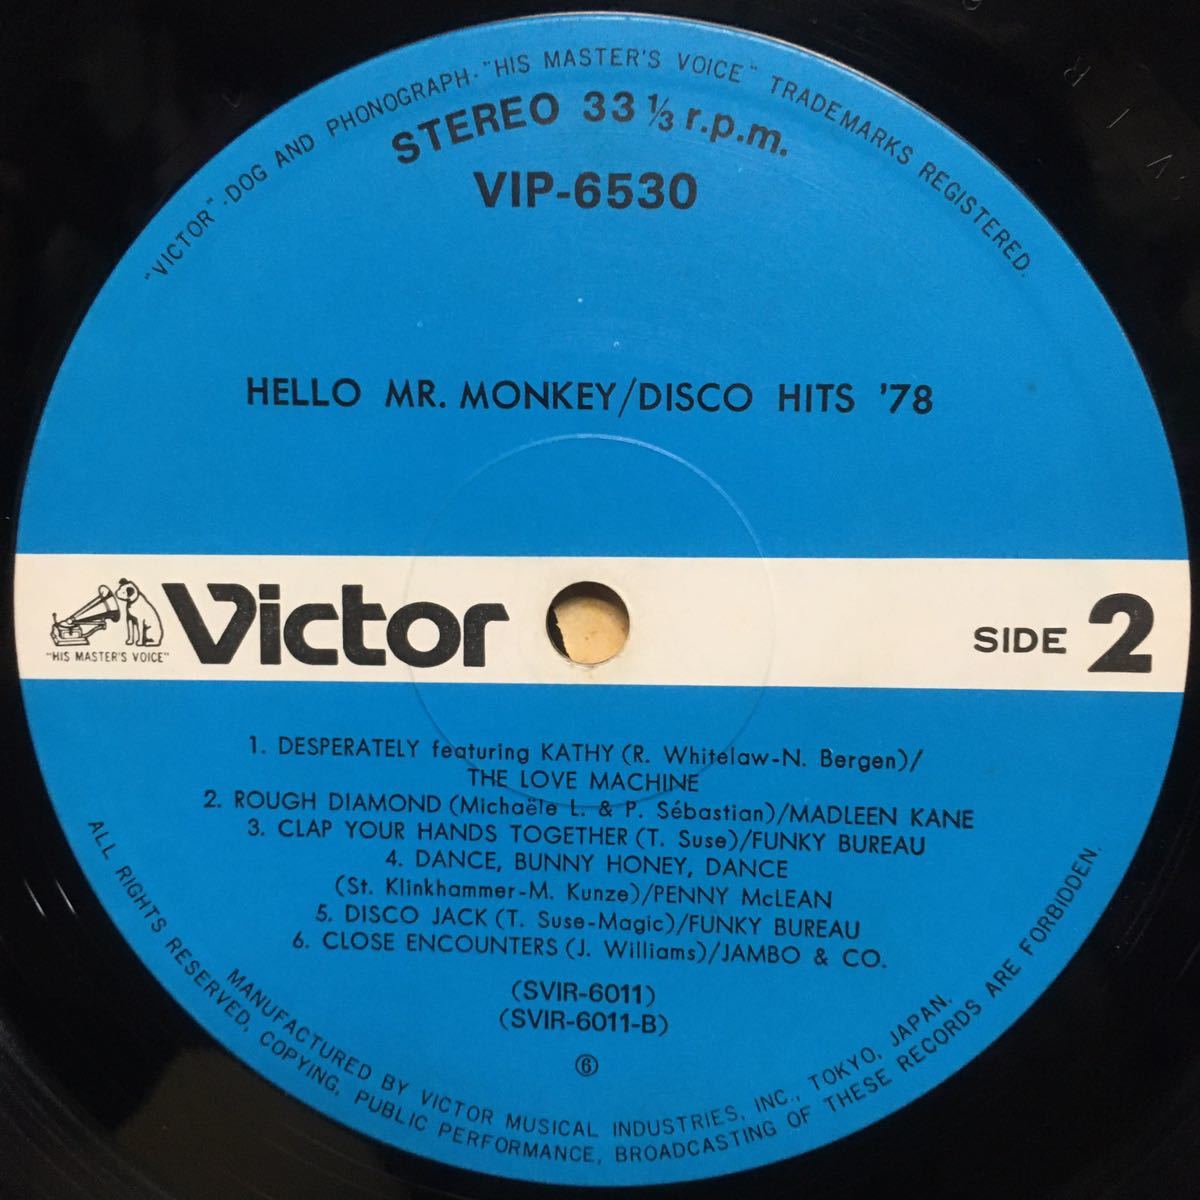 "VICTOR"-DOG AND PHONOGRAPH·"HIS MASTER'S VOICE" TRADEMARKS REGISTERED.
STEREO 33 1/3 r.p.m.
VIP-6530
HELLO MR. MONKEY/DISCO HITS '78
"HIS MASTER'S VOICE"
Victor
SIDE 2
1. DESPERATELY featuring KATHY (R. Whitelaw-N. Bergen)/
THE LOVE MACHINE
2. ROUGH DIAMOND (Michaële L. & P. Sébastian)/MADLEEN KANE
3. CLAP YOUR HANDS TOGETHER (T. Suse)/FUNKY BUREAU
4. DANCE, BUNNY HONEY, DANCE
(St. Klinkhammer-M. Kunze)/PENNY McLEAN
5. DISCO JACK (T. Suse-Magic)/FUNKY BUREAU
6. CLOSE ENCOUNTERS (J. Williams)/JAMBO & CO.
(SVIR-6011)
(SVIR-6011-B)
⑥
MANUFACTURED BY VICTOR MUSICAL INDUSTRIES, INC., TOKYO, JAPAN.
ALL RIGHTS RESERVED, COPYING, PUBLIC PERFORMANCE, BROADCASTING OF THESE RECORDS ARE FORBIDDEN.